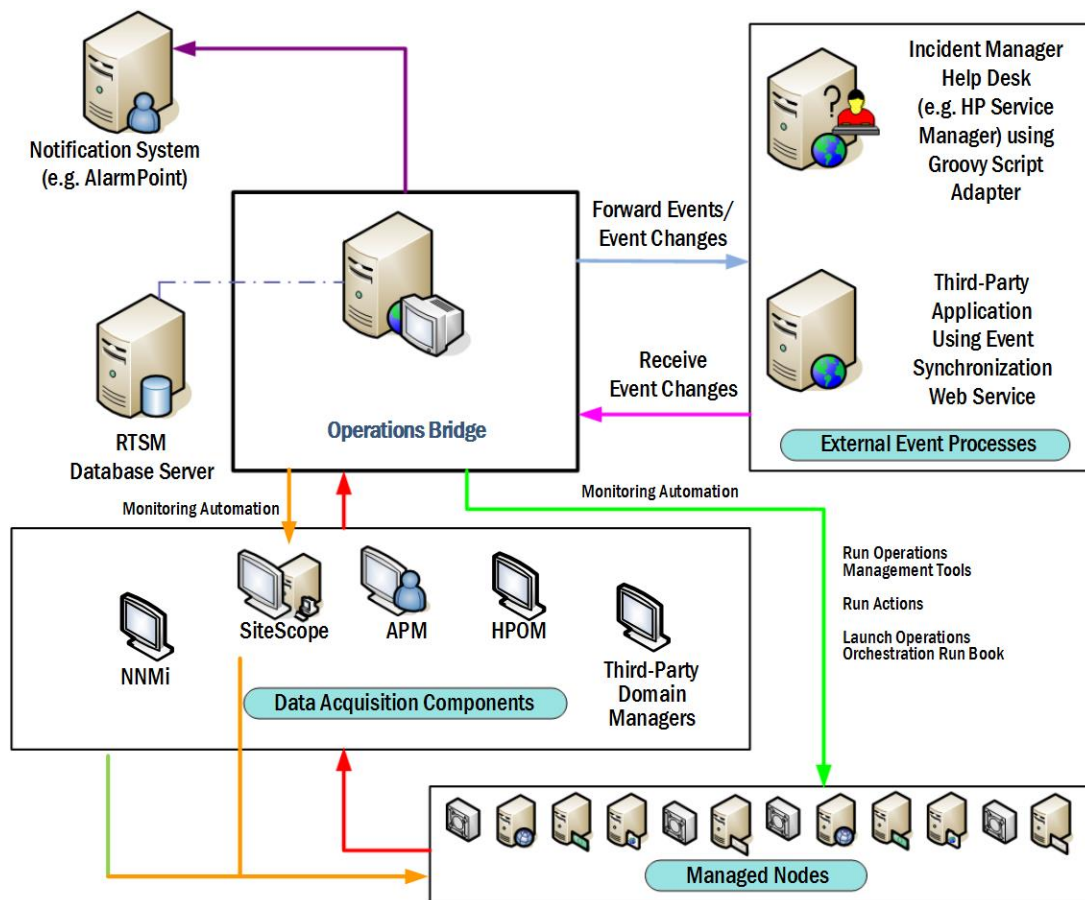 Notification System
(e.g. AlarmPoint)
Incident Manager
Help Desk
(e.g. HP Service
Manager) using
Groovy Script
Adapter
Forward Events/
Event Changes
?
Third-Party
Application
Using Event
Synchronization
Web Service
Receive
Event Changes
External Event Processes
Operations Bridge
RTSM
Database Server
Monitoring Automation
Monitoring Automation
Run Operations
Management Tools
Run Actions
Launch Operations
Orchestration Run Book
NNMi
SiteScope
APM
HPOM
Third-Party
Domain
Managers
Data Acquisition Components
Managed Nodes